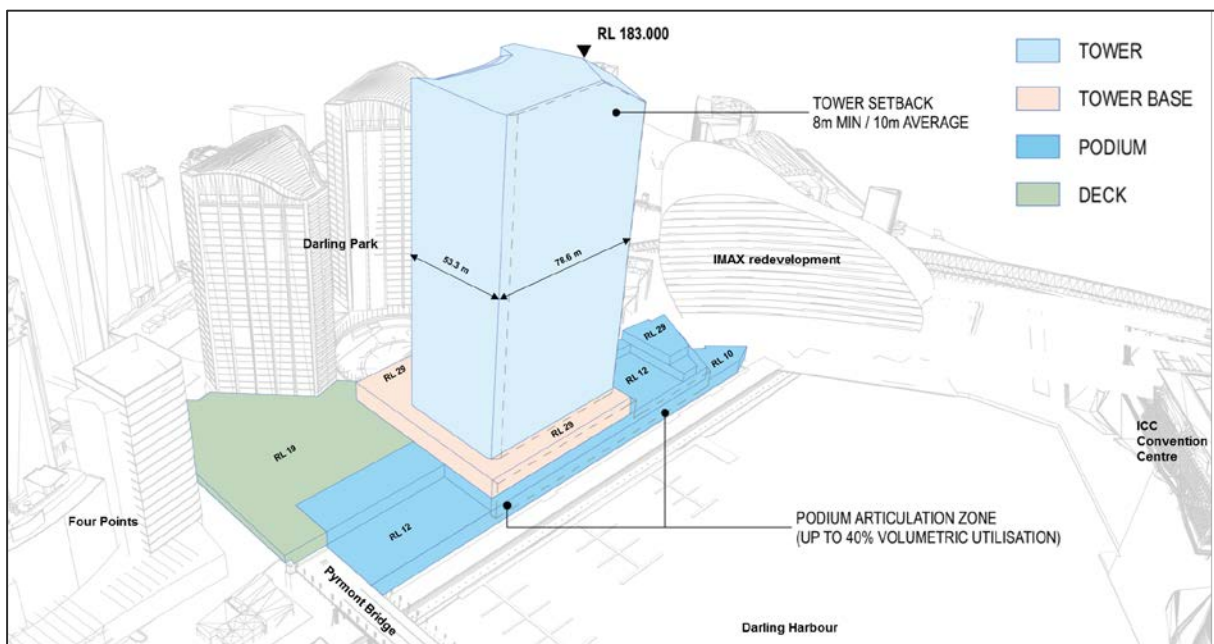 RL 183.000
TOWER
TOWER BASE
PODIUM
DECK
TOWER SETBACK
8m MIN / 10m AVERAGE
Darling Park
IMAX redevelopment
53.3 m
78.6 m
RL 29
RL 29
RL 12
RL 10
RL 29
RL 19
RL 12
ICC
Convention
Centre
Four Points
PODIUM ARTICULATION ZONE
(UP TO 40% VOLUMETRIC UTILISATION)
Pyrmont Bridge
Darling Harbour